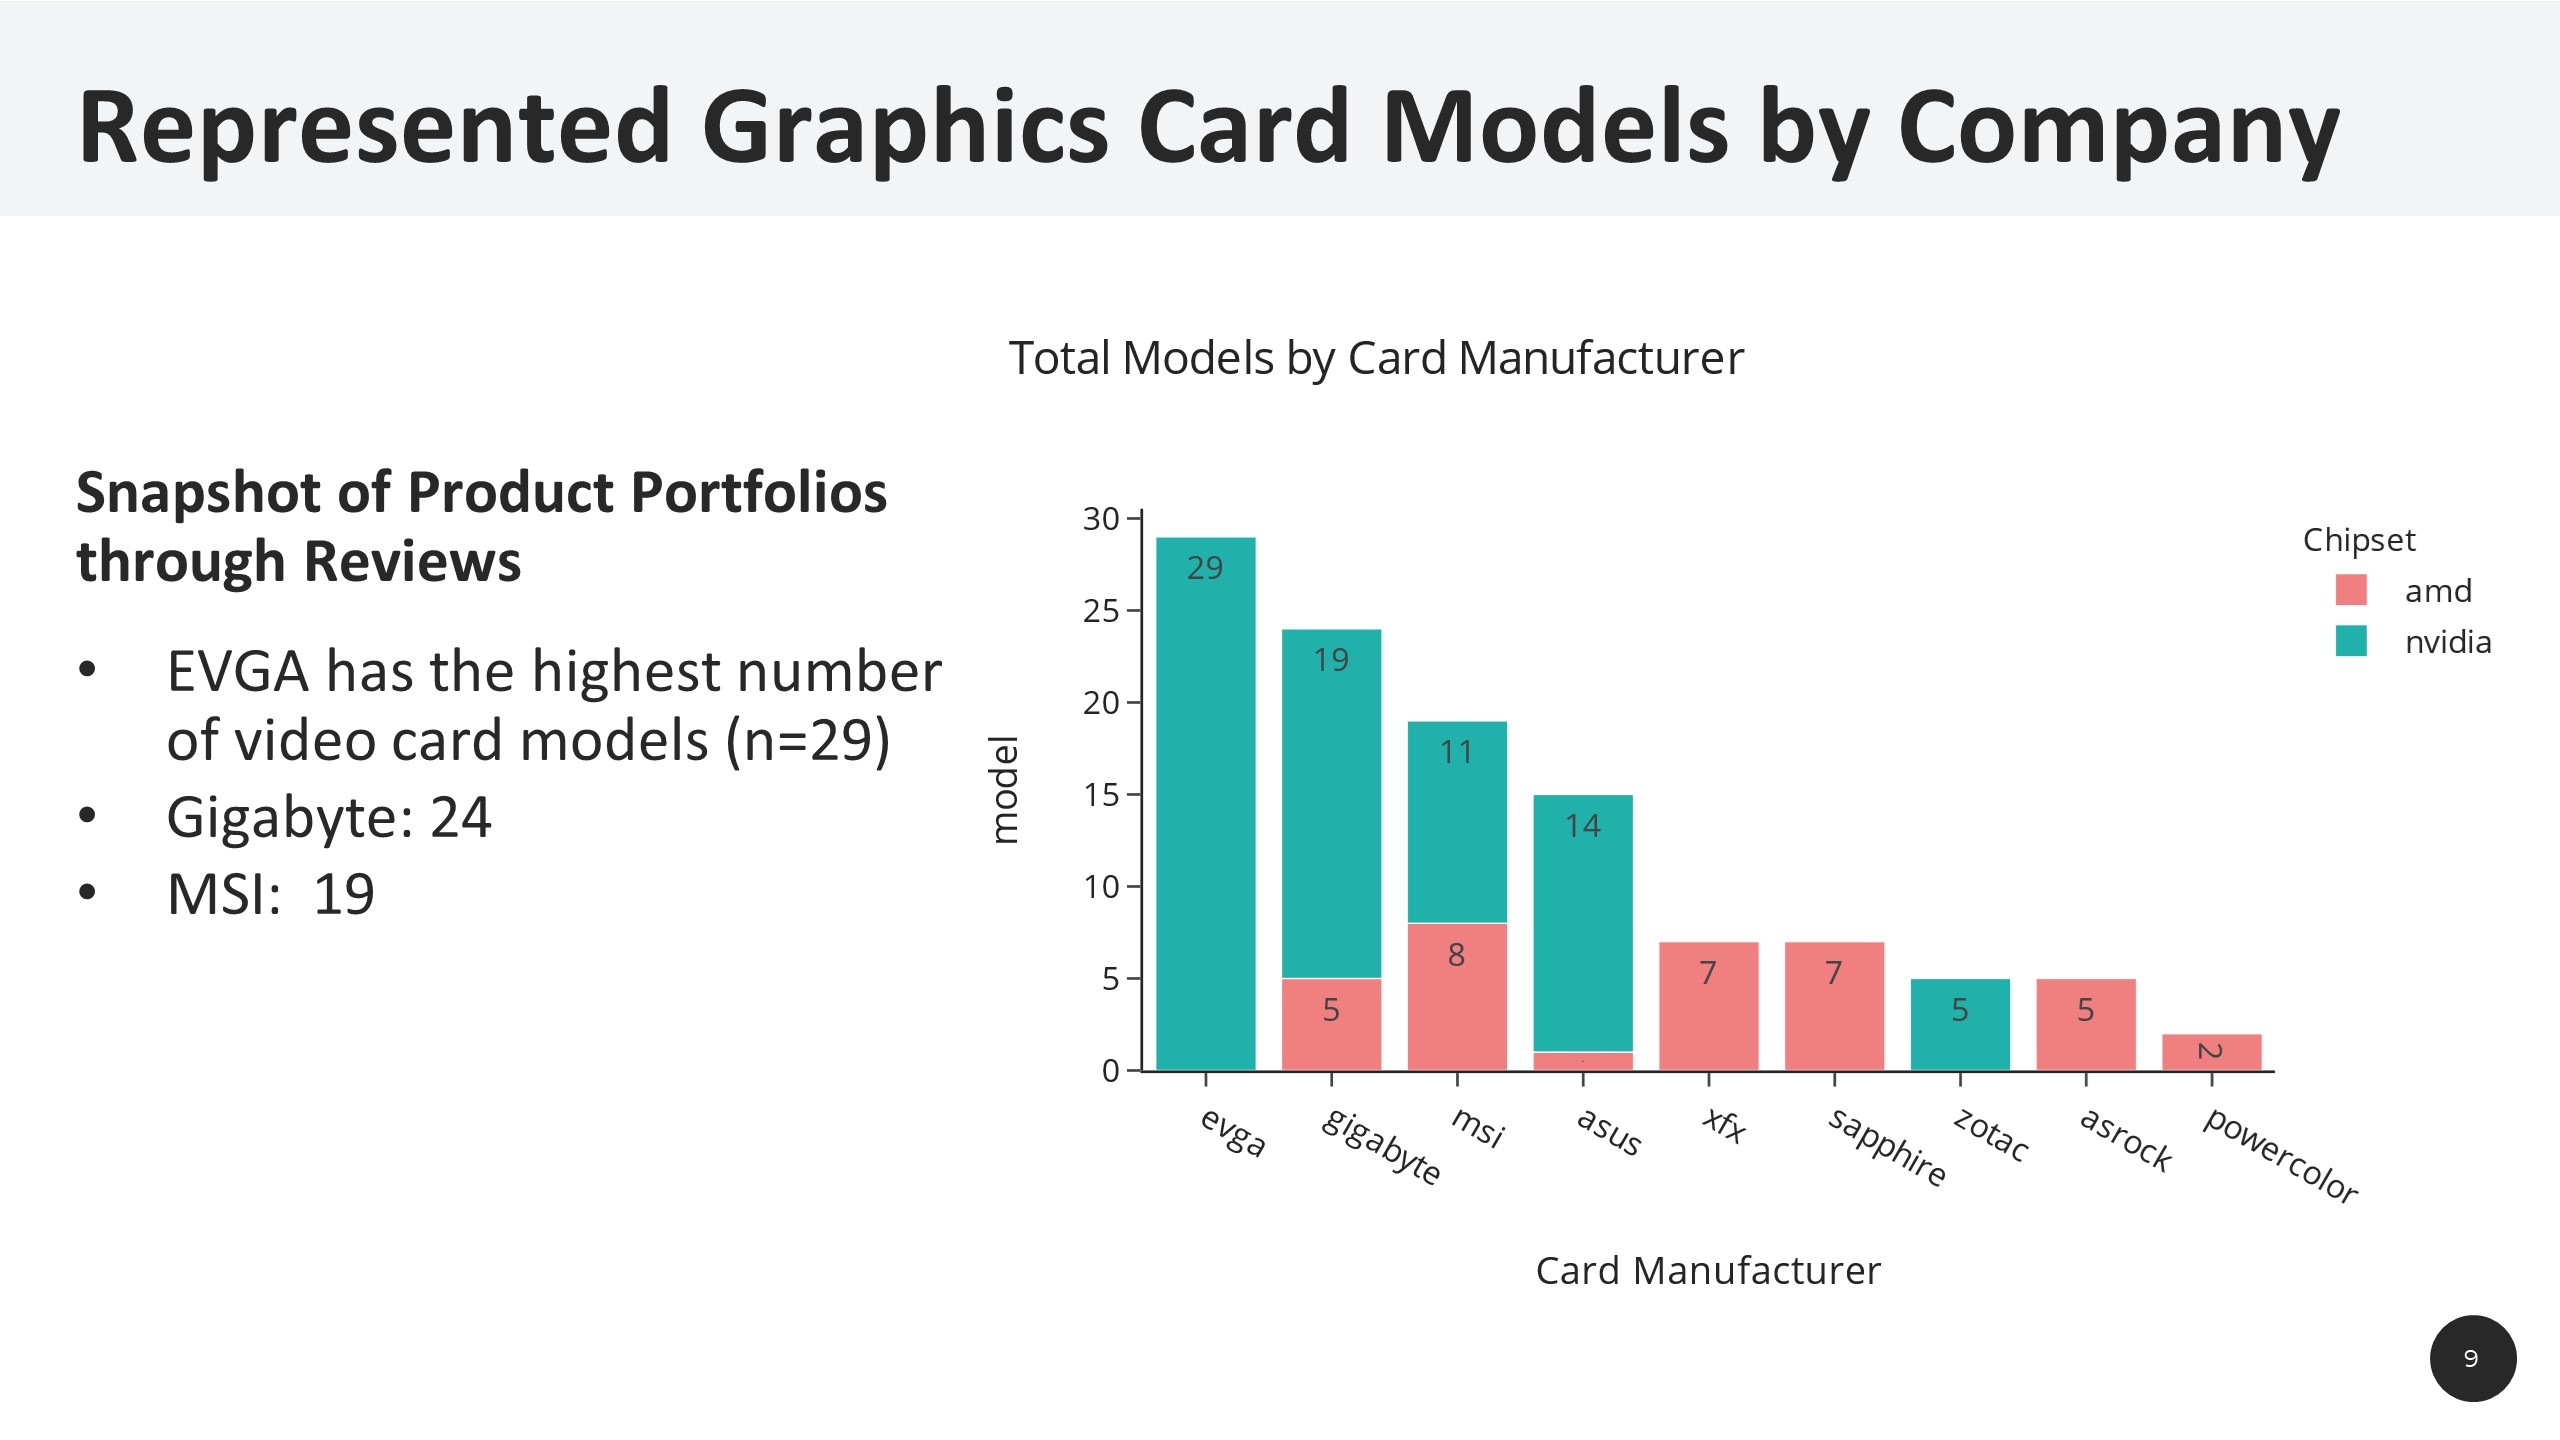 Represented Graphics Card Models by Company
Snapshot of Product Portfolios
through Reviews
• EVGA has the highest number
of video card models (n=29)
• Gigabyte: 24
• MSI:  19
Total Models by Card Manufacturer
model
30
25
20
15
10
5
0
29
19
5
11
8
14
7
7
5
5
2
evga
gigabyte
msi
asus
xfx
sapphire
zotac
asrock
powercolor
Card Manufacturer
Chipset
amd
nvidia
9